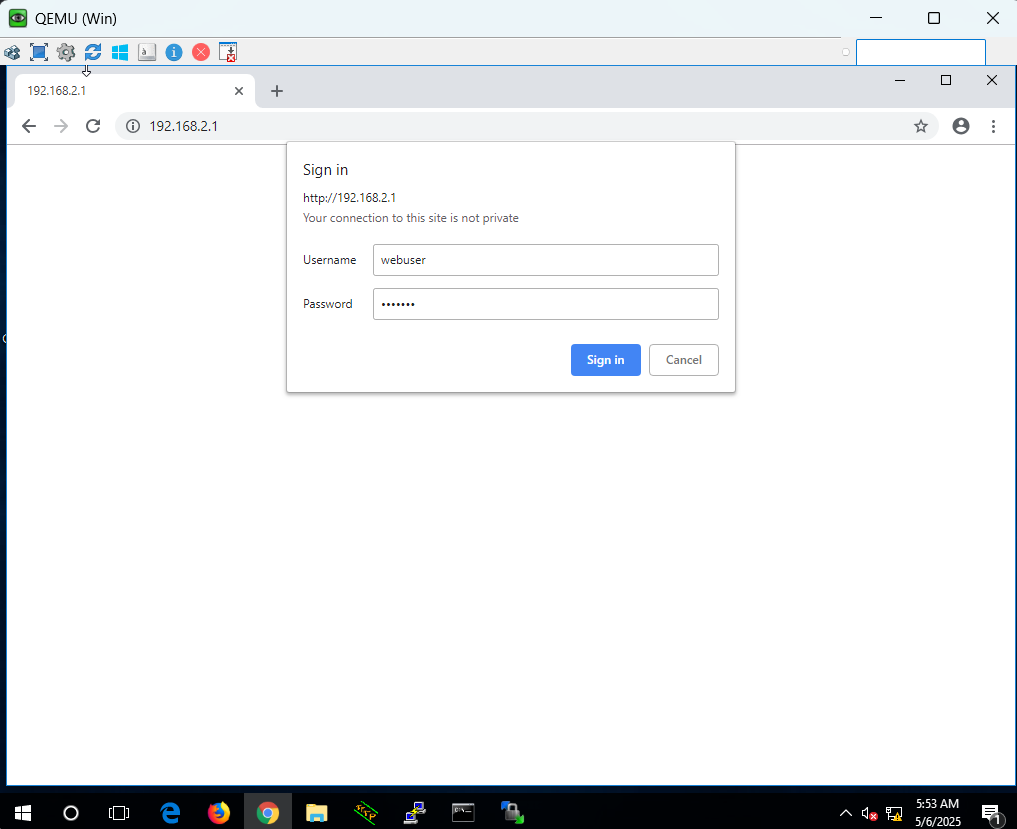 QEMU (Win)
192.168.2.1
192.168.2.1
Sign in
http://192.168.2.1
Your connection to this site is not private
Username
webuser
Password
•••••••
Sign in
Cancel
5:53 AM
5/6/2025
1